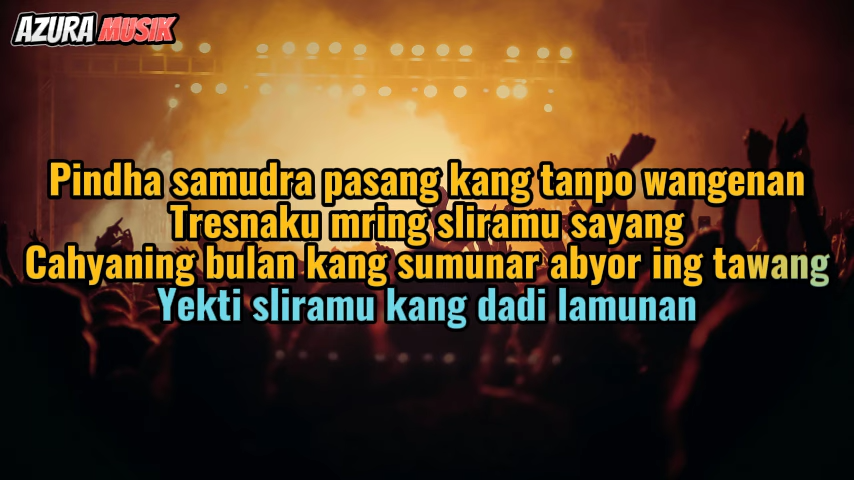 AZURA MUSIK
Pindha samudra pasang kang tanpo wangenan
Tresnaku mring sliramu sayang
Cahyaning bulan kang sumunar abyor ing tawang
Yekti sliramu kang dadi lamunan